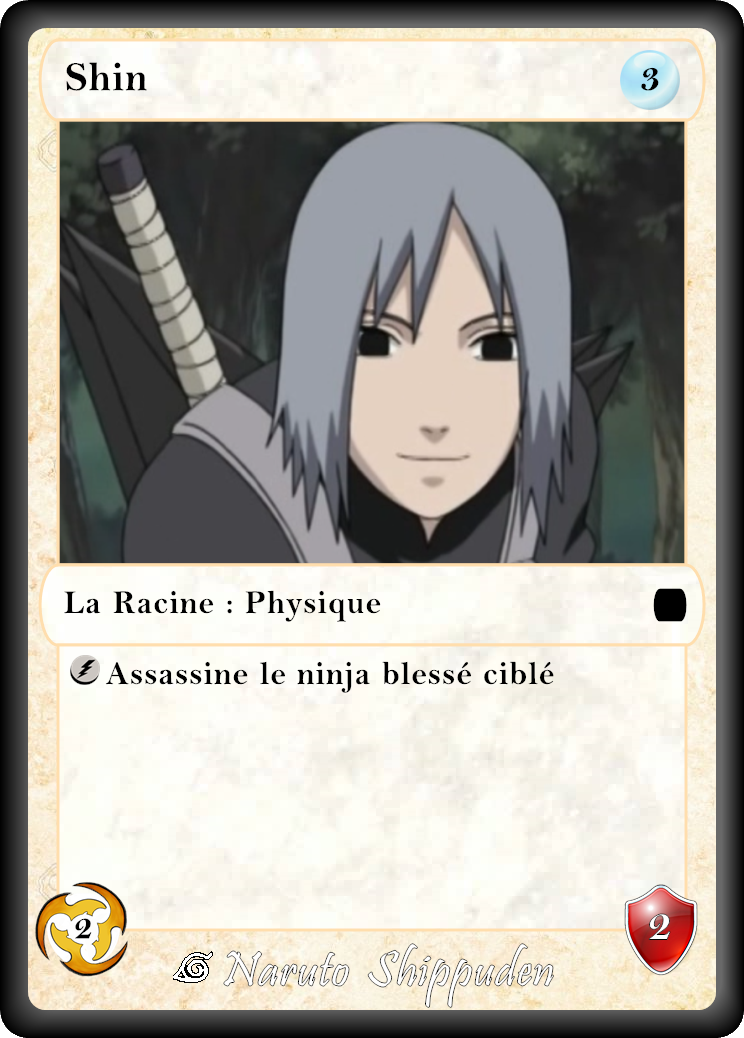 Shin
3
La Racine : Physique
Assassine le ninja blessé ciblé
2
2
Naruto Shippuden